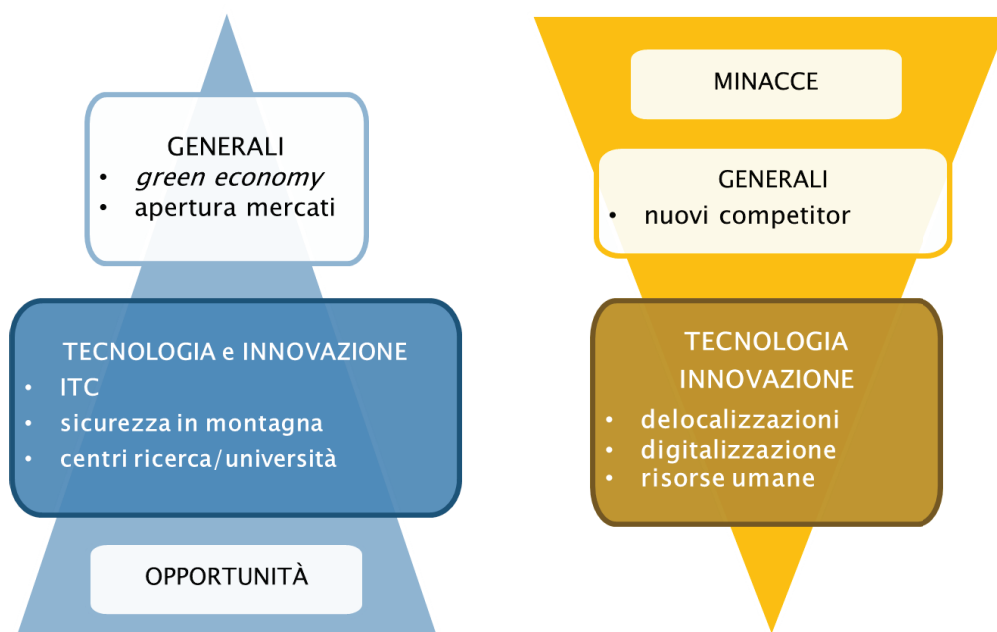 GENERALI
• green economy
• apertura mercati
TECNOLOGIA e INNOVAZIONE
• ITC
• sicurezza in montagna
• centri ricerca/università
OPPORTUNITÀ
MINACCE
GENERALI
• nuovi competitor
TECNOLOGIA
INNOVAZIONE
• delocalizzazioni
• digitalizzazione
• risorse umane